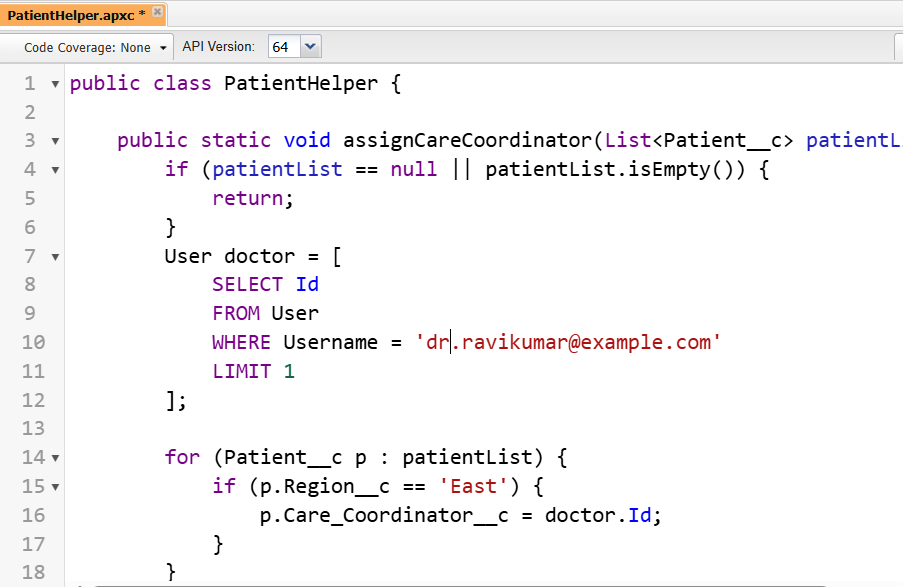 PatientHelper.apxc *
Code Coverage: None API Version: 64
1 public class PatientHelper {
2
3     public static void assignCareCoordinator(List<Patient__c> patientL
4         if (patientList == null || patientList.isEmpty()) {
5             return;
6         }
7         User doctor = [
8             SELECT Id
9             FROM User
10             WHERE Username = 'dr.ravikumar@example.com'
11             LIMIT 1
12         ];
13
14         for (Patient__c p : patientList) {
15             if (p.Region__c == 'East') {
16                 p.Care_Coordinator__c = doctor.Id;
17             }
18         }